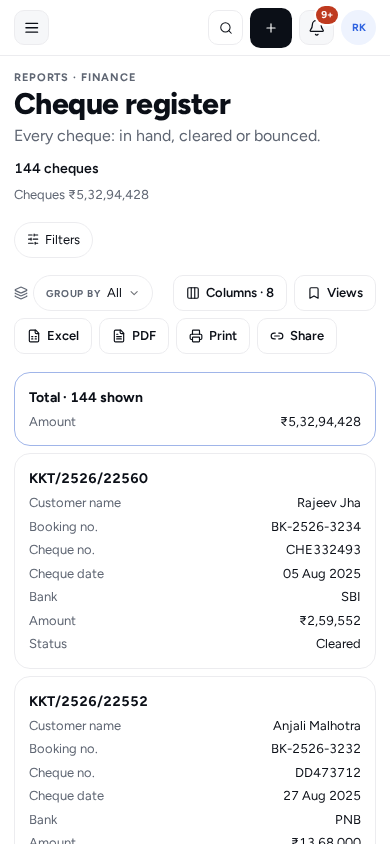 9+
RK
REPORTS · FINANCE
Cheque register
Every cheque: in hand, cleared or bounced.
144 cheques
Cheques ₹5,32,94,428
Filters
GROUP BY All
Columns · 8
Views
Excel
PDF
Print
Share
Total · 144 shown
Amount ₹5,32,94,428
KKT/2526/22560
Customer name Rajeev Jha
Booking no. BK-2526-3234
Cheque no. CHE332493
Cheque date 05 Aug 2025
Bank SBI
Amount ₹2,59,552
Status Cleared
KKT/2526/22552
Customer name Anjali Malhotra
Booking no. BK-2526-3232
Cheque no. DD473712
Cheque date 27 Aug 2025
Bank PNB
Amount ₹13,68,000